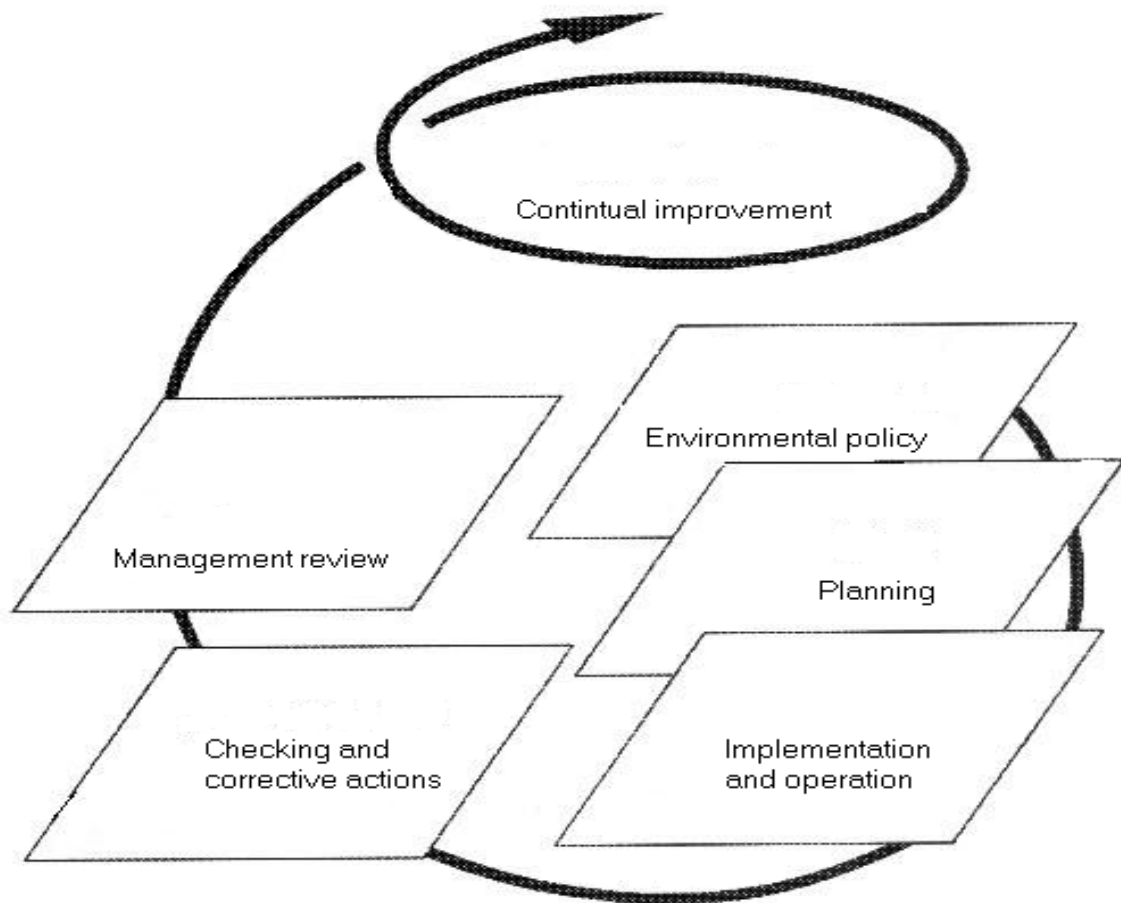 Contintual improvement
Environmental policy
Planning
Implementation
and operation
Checking and
corrective actions
Management review